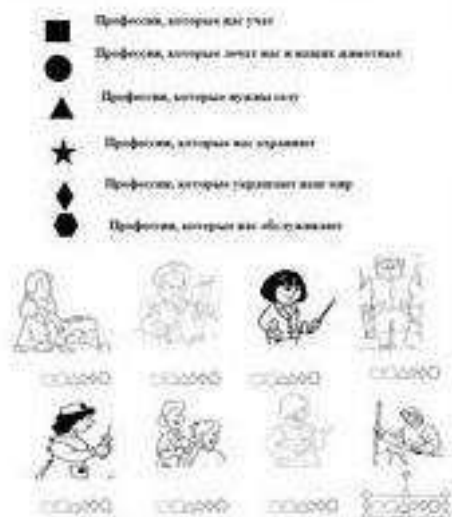 Профессии, которые нас учат
Профессии, которые лечат нас и наших животных
Профессии, которые нужны селу
Профессии, которые нас охраняют
Профессии, которые украшают наш мир
Профессии, которые нас обслуживают